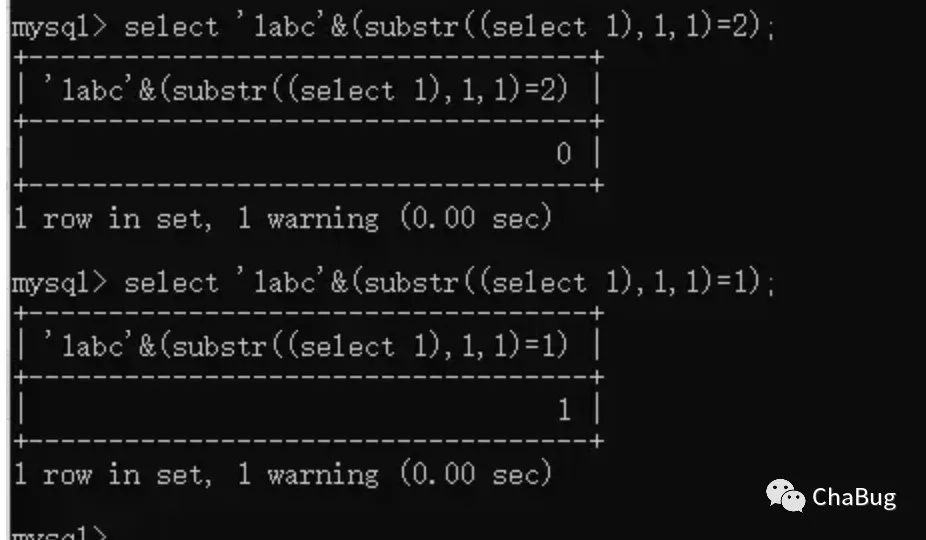 mysql> select '1abc'&(substr((select 1),1,1)=2);
+-----------------------------------+
| '1abc'&(substr((select 1),1,1)=2) |
+-----------------------------------+
| 0 |
+-----------------------------------+
1 row in set, 1 warning (0.00 sec)
mysql> select '1abc'&(substr((select 1),1,1)=1);
+-----------------------------------+
| '1abc'&(substr((select 1),1,1)=1) |
+-----------------------------------+
| 1 |
+-----------------------------------+
1 row in set, 1 warning (0.00 sec)
ChaBug
mysql>